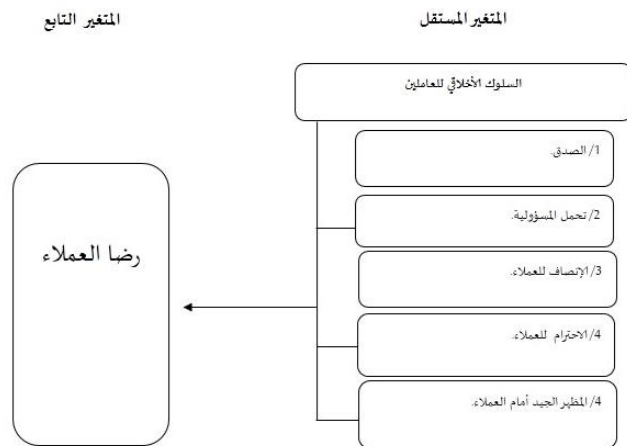 المتغير المستقل
المتغير التابع
السلوك الأخلاقي للعاملين
1/ الصدق.
2/ تحمل المسؤولية.
3/ الإنصاف للعملاء.
4/ الاحترام للعملاء.
4/ المظهر الجيد أمام العملاء.
رضا العملاء